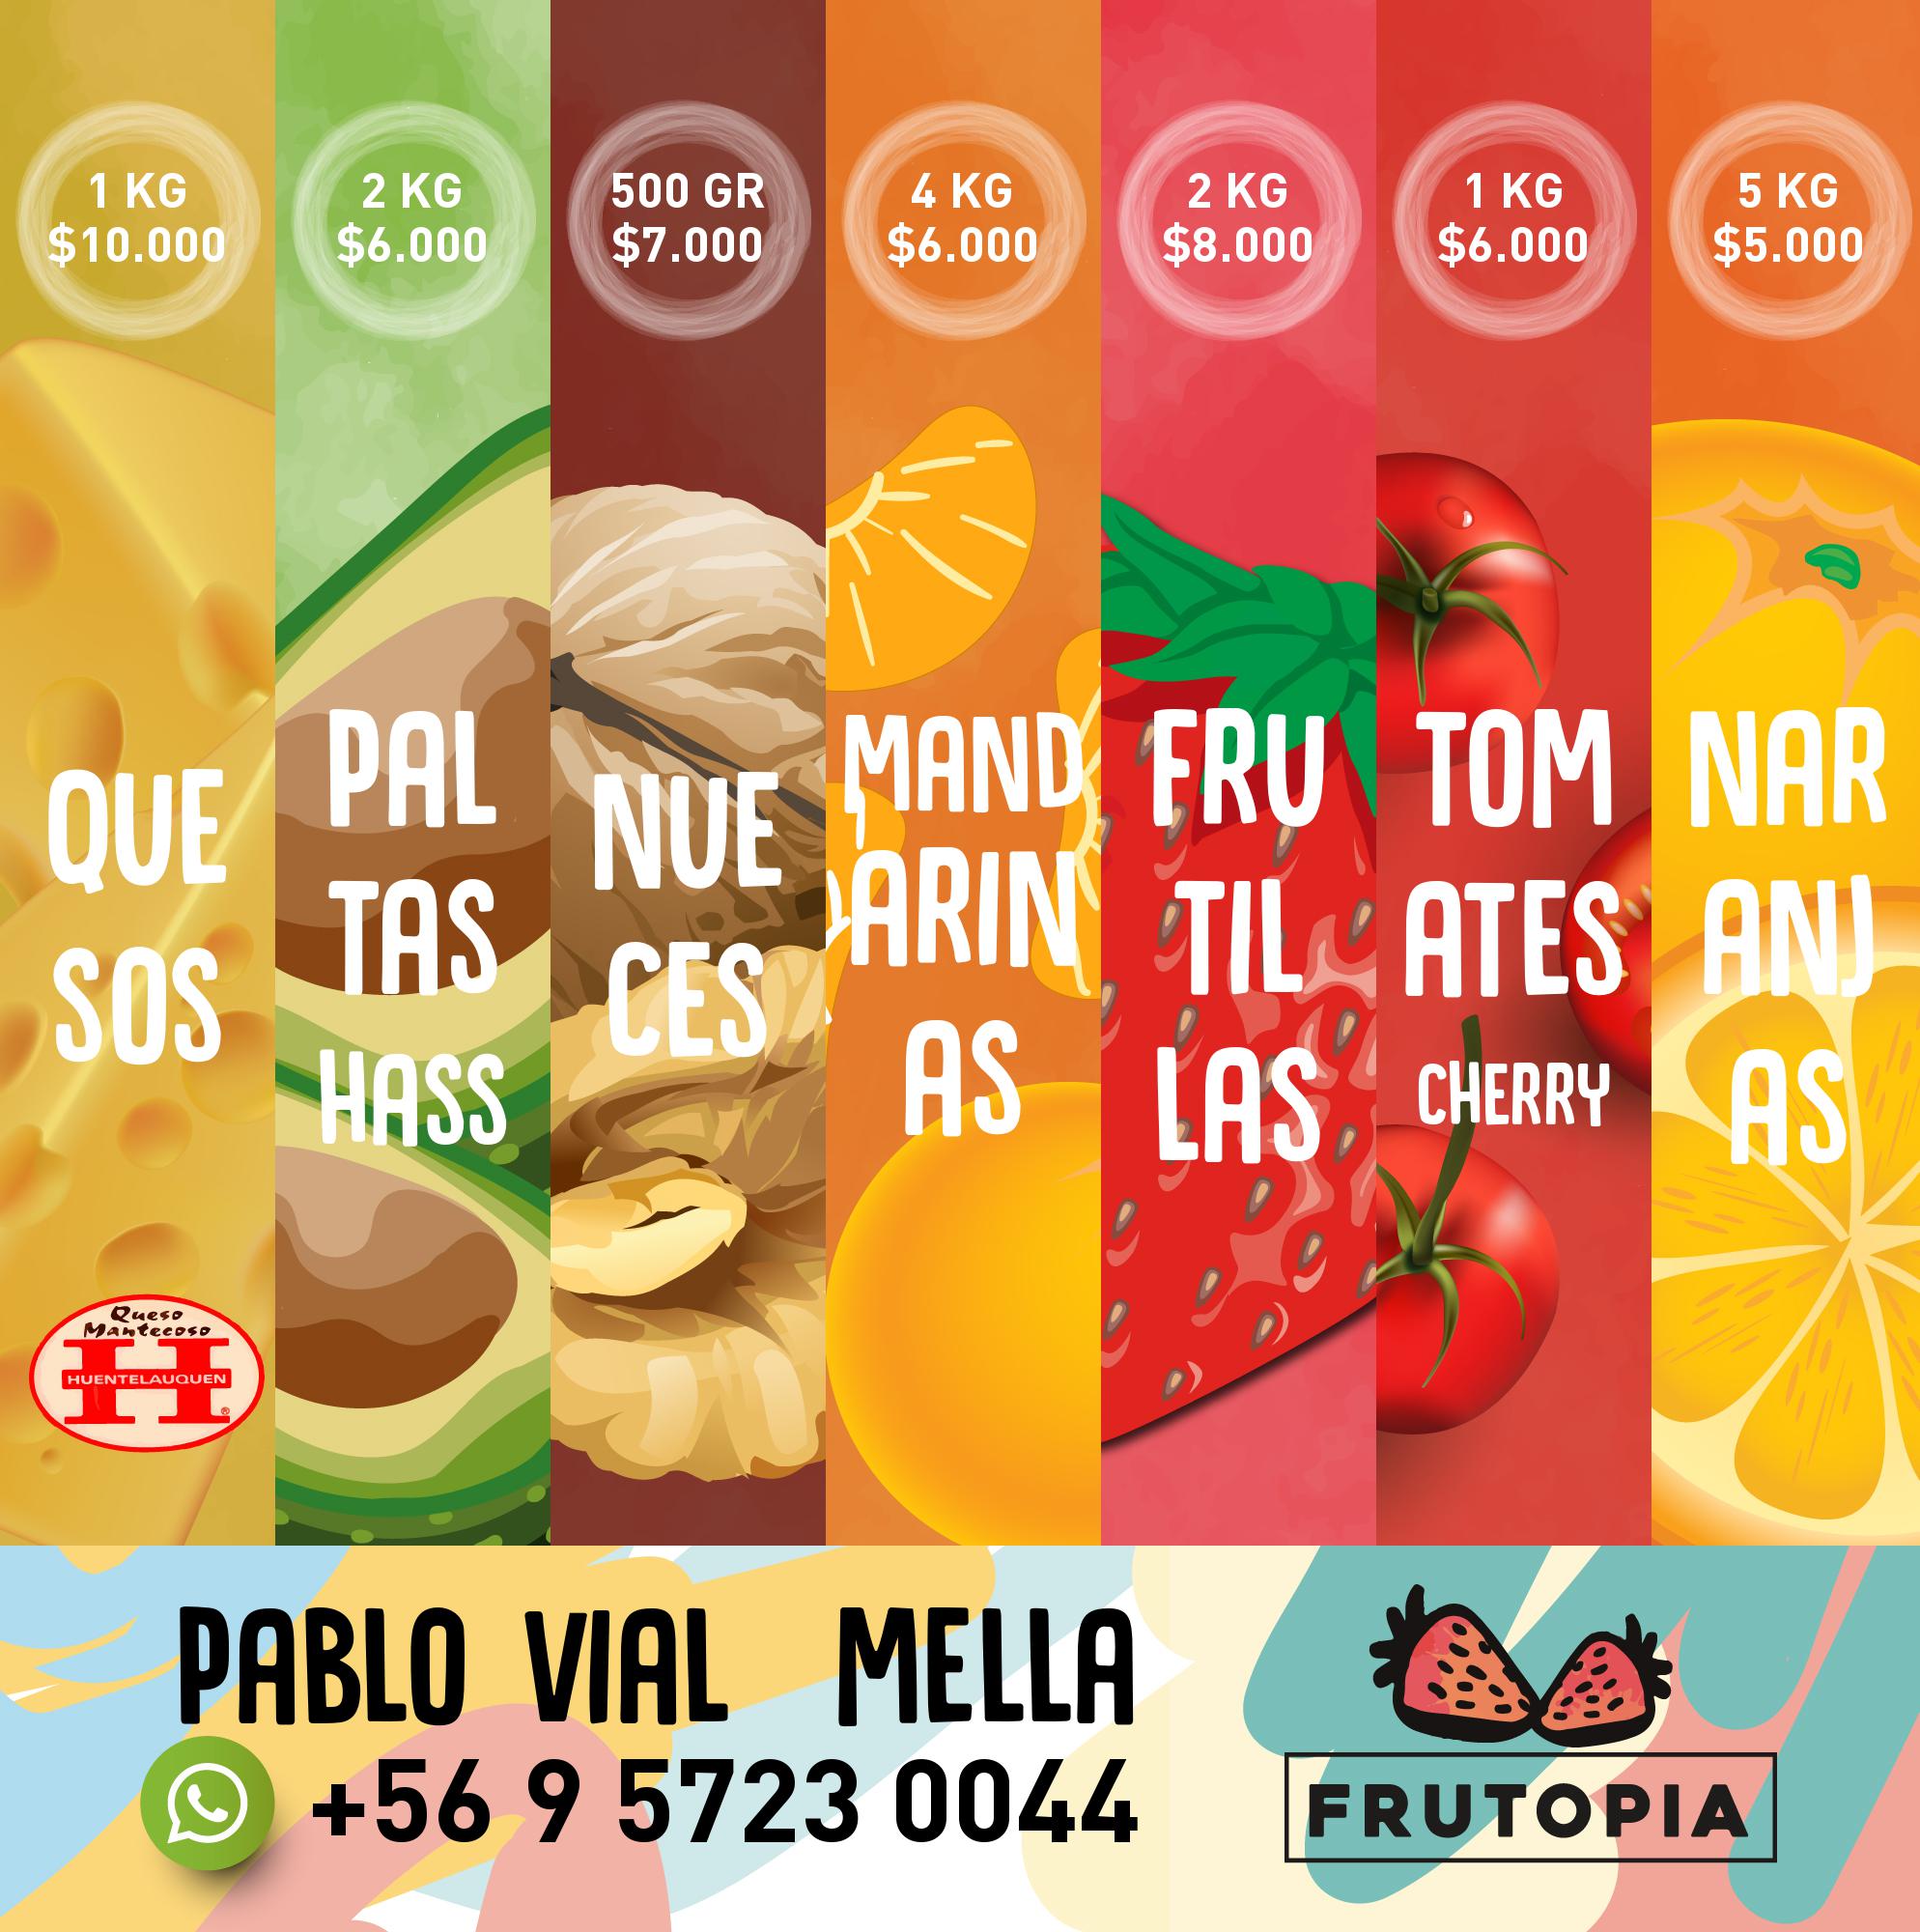 1 KG
$10.000
QUE
SOS
Queso
Mantecoso
H
HUENTELAUQUEN
®
2 KG
$6.000
PAL
TAS
HASS
500 GR
$7.000
NUE
CES
4 KG
$6.000
MAND
ARIN
AS
2 KG
$8.000
FRU
TIL
LAS
1 KG
$6.000
TOM
ATES
CHERRY
5 KG
$5.000
NAR
ANJ
AS
PABLO VIAL MELLA
+56 9 5723 0044
FRUTOPIA